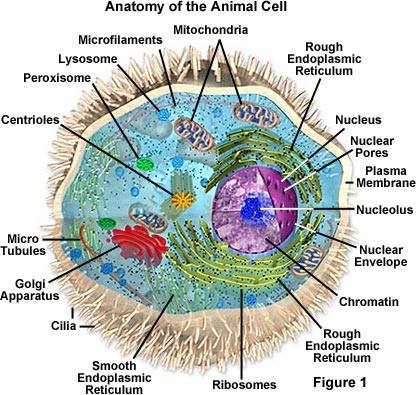 Anatomy of the Animal Cell
Microfilaments
Mitochondria
Lysosome
Rough
Endoplasmic
Reticulum
Peroxisome
Centrioles
Nucleus
Nuclear
Pores
Plasma
Membrane
Nucleolus
Micro
Tubules
Nuclear
Envelope
Golgi
Apparatus
Chromatin
Cilia
Rough
Endoplasmic
Reticulum
Smooth
Endoplasmic
Reticulum
Ribosomes
Figure 1